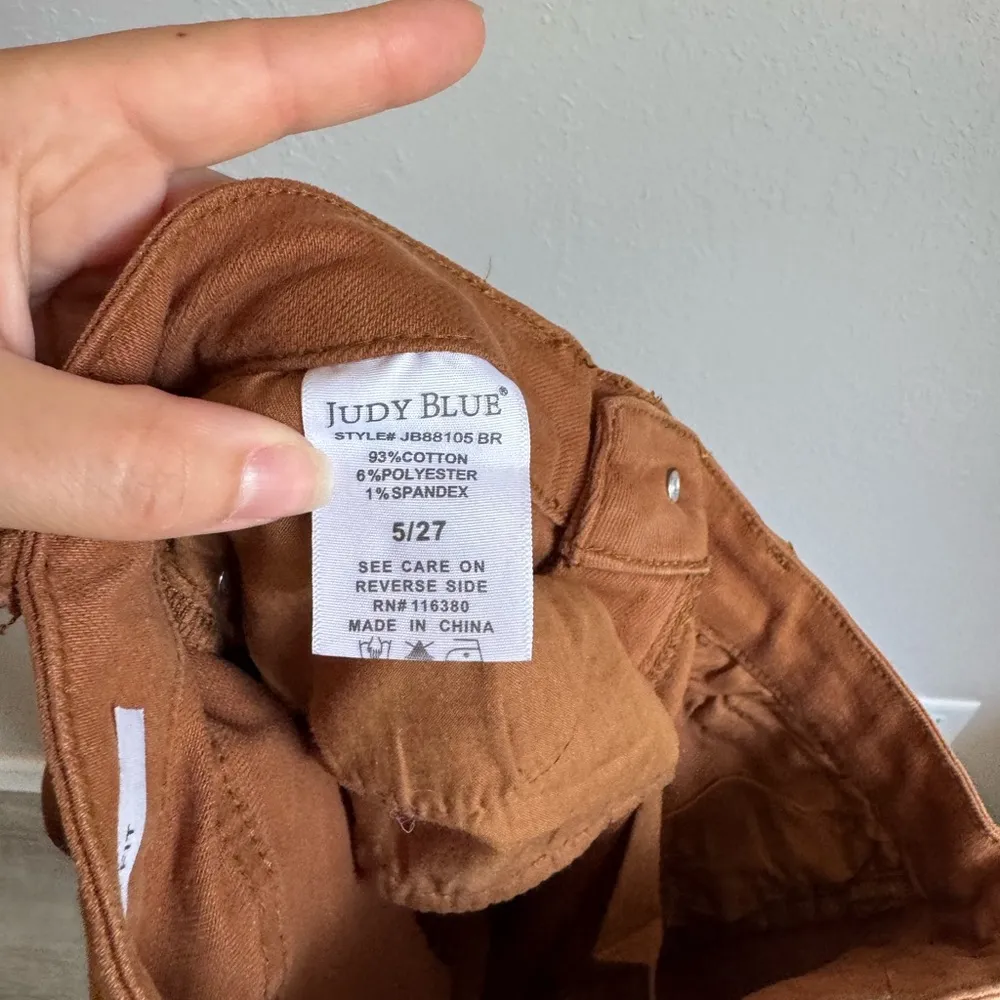 JUDY BLUE®
STYLE# JB88105 BR
93%COTTON
6%POLYESTER
1%SPANDEX
5/27
SEE CARE ON
REVERSE SIDE
RN# 116380
MADE IN CHINA